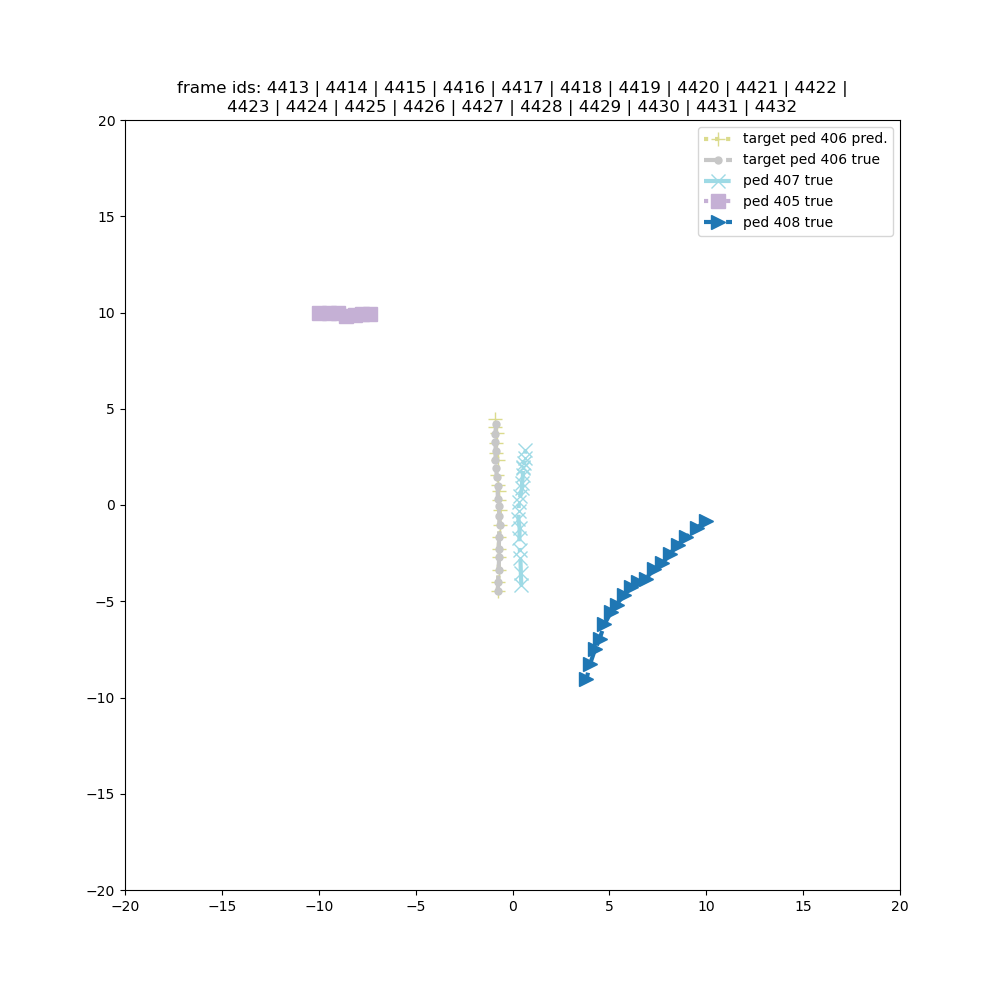 frame ids: 4413 | 4414 | 4415 | 4416 | 4417 | 4418 | 4419 | 4420 | 4421 | 4422 |
4423 | 4424 | 4425 | 4426 | 4427 | 4428 | 4429 | 4430 | 4431 | 4432
target ped 406 pred.
target ped 406 true
ped 407 true
ped 405 true
ped 408 true
20
15
10
5
0
−5
−10
−15
−20
−20 −15 −10 −5 0 5 10 15 20